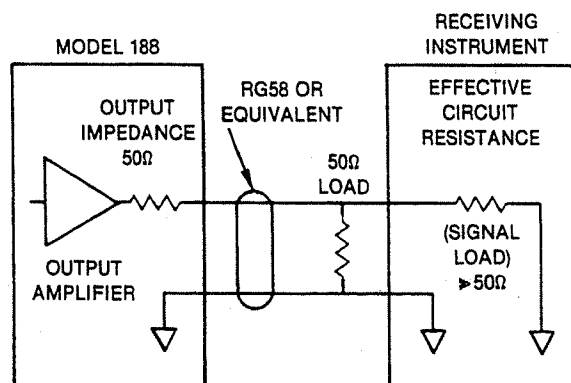 MODEL 188
RECEIVING
INSTRUMENT
OUTPUT
IMPEDANCE
50Ω
RG58 OR
EQUIVALENT
50Ω
LOAD
EFFECTIVE
CIRCUIT
RESISTANCE
OUTPUT
AMPLIFIER
(SIGNAL
LOAD)
⪢50Ω